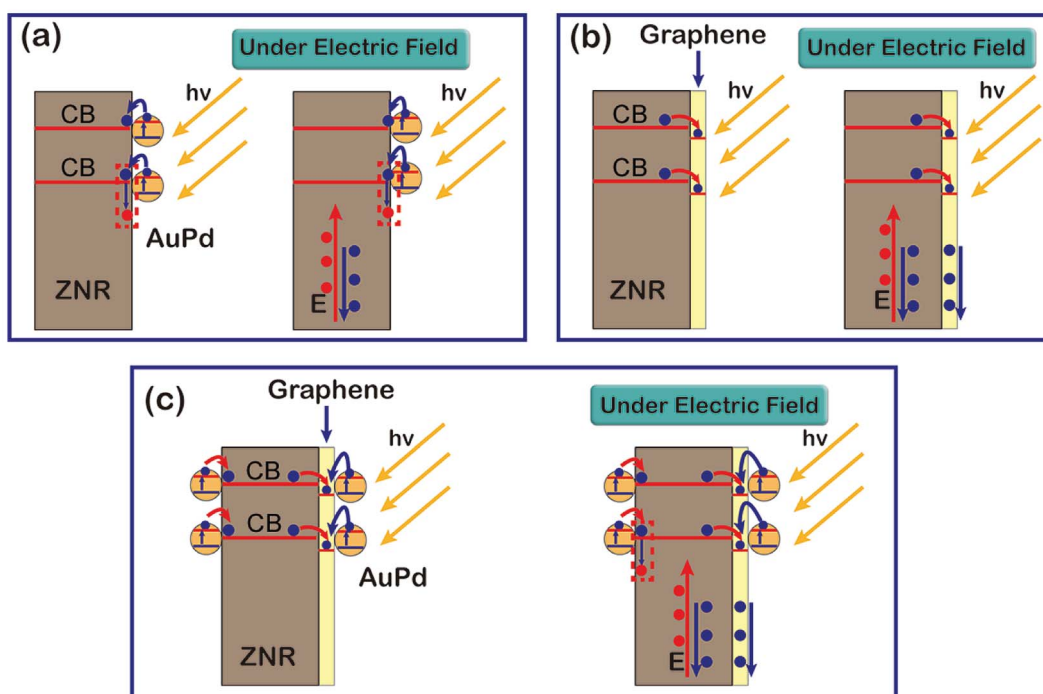 (a)
Under Electric Field
hv
hv
CB
CB
AuPd
ZNR
E
(b)
Graphene
Under Electric Field
hv
hv
CB
CB
ZNR
E
(c)
Graphene
Under Electric Field
hv
hv
CB
CB
AuPd
ZNR
E